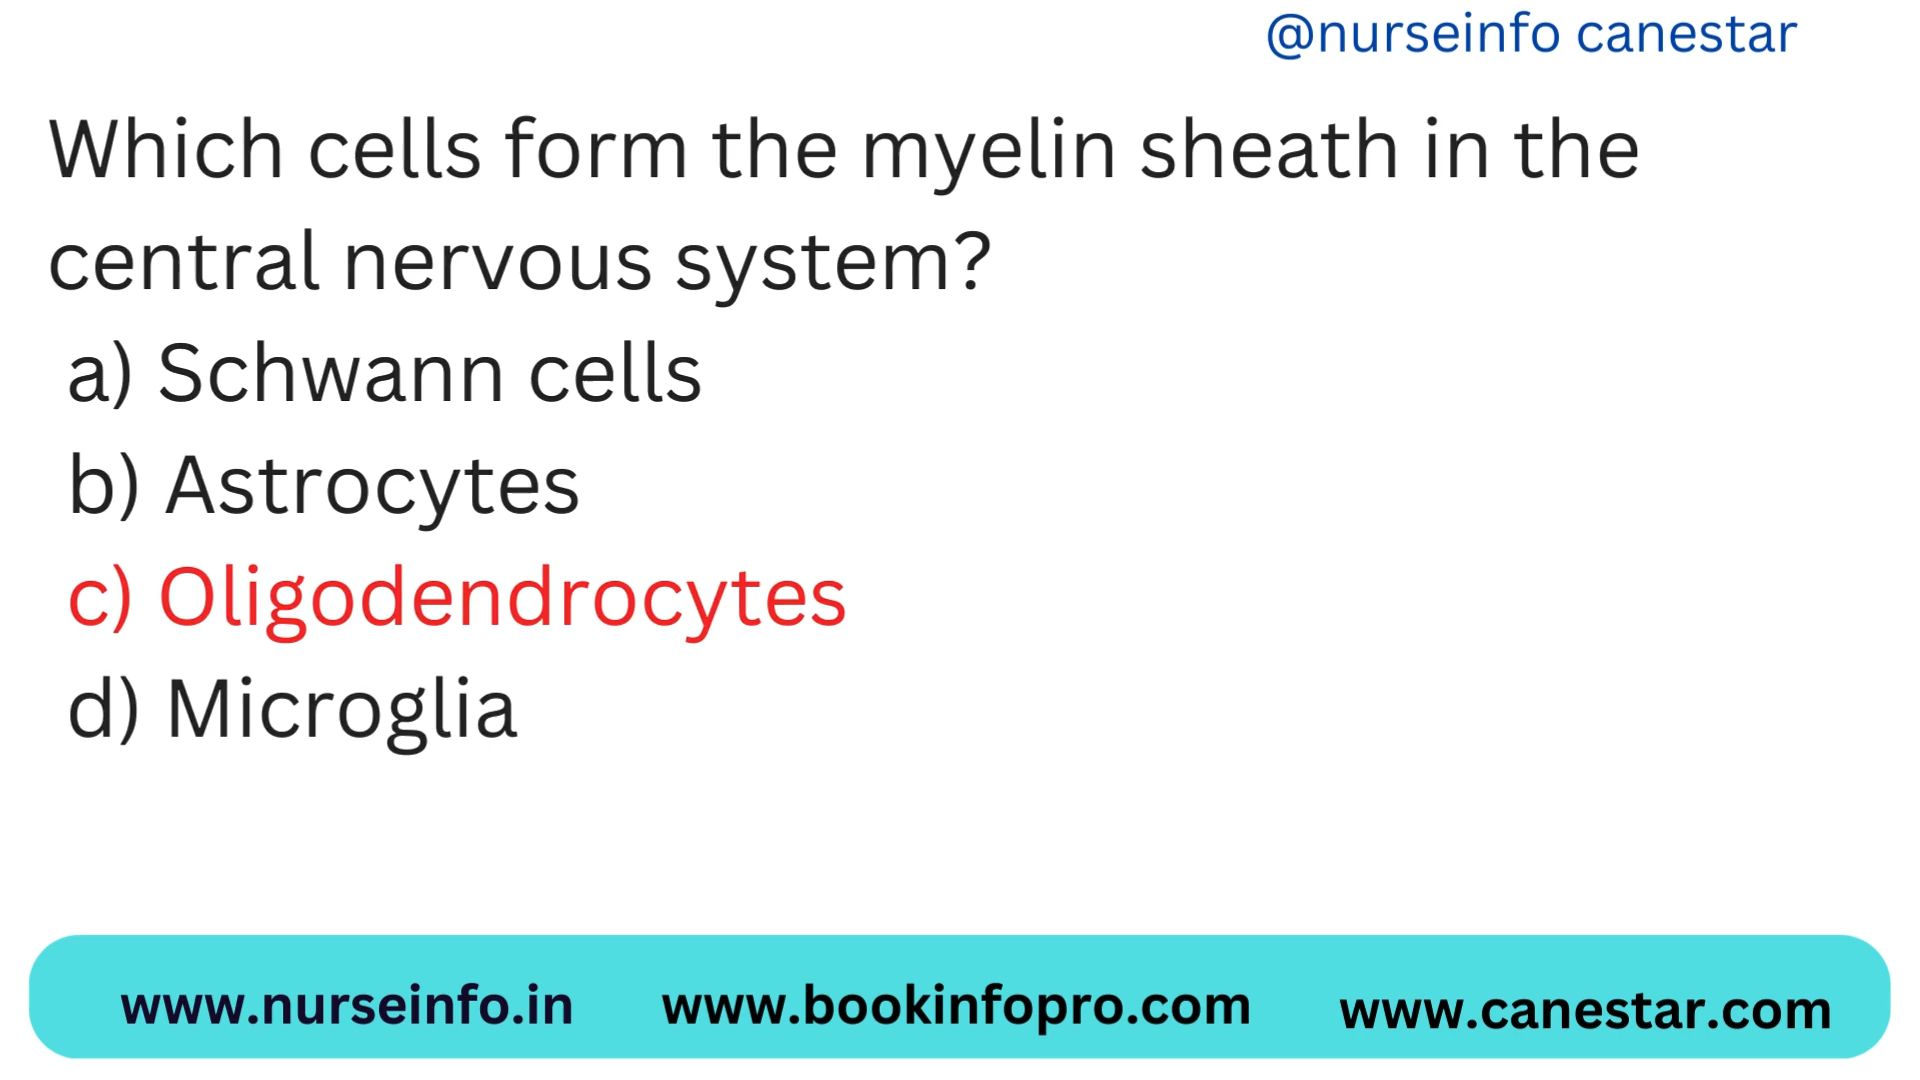 @nurseinfo canestar
Which cells form the myelin sheath in the
central nervous system?
a) Schwann cells
b) Astrocytes
c) Oligodendrocytes
d) Microglia
www.nurseinfo.in www.bookinfopro.com www.canestar.com